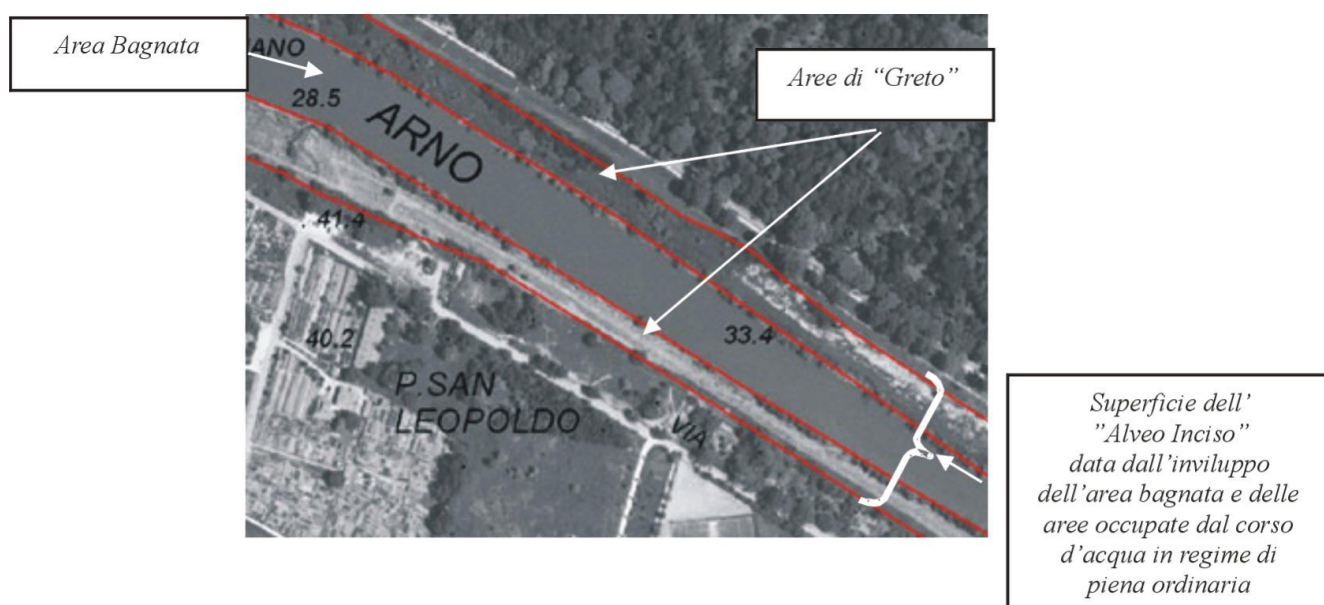 Area Bagnata
ANO
28.5
ARNO
Aree di “Greto”
41.4
40.2
33.4
P. SAN
LEOPOLDO
VIA
Superficie dell’
”Alveo Inciso”
data dall’inviluppo
dell’area bagnata e delle
aree occupate dal corso
d’acqua in regime di
piena ordinaria